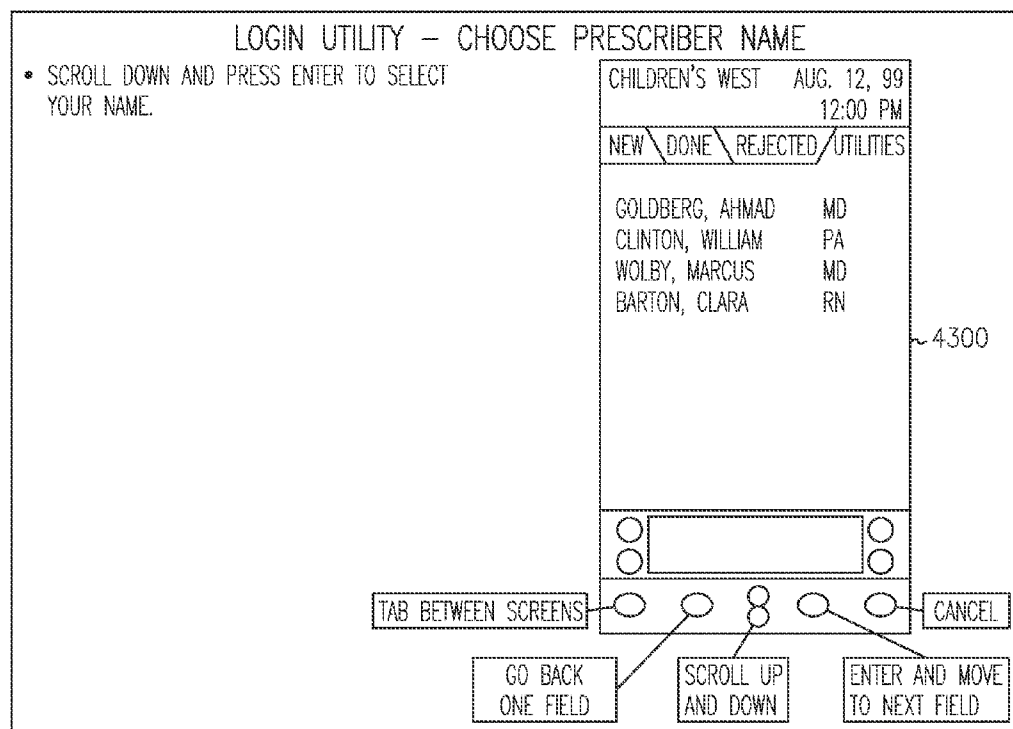 LOGIN UTILITY – CHOOSE PRESCRIBER NAME
• SCROLL DOWN AND PRESS ENTER TO SELECT
YOUR NAME.
CHILDREN'S WEST AUG. 12, 99
12:00 PM
NEW DONE REJECTED UTILITIES
GOLDBERG, AHMAD MD
CLINTON, WILLIAM PA
WOLBY, MARCUS MD
BARTON, CLARA RN
4300
TAB BETWEEN SCREENS
CANCEL
GO BACK
ONE FIELD
SCROLL UP
AND DOWN
ENTER AND MOVE
TO NEXT FIELD